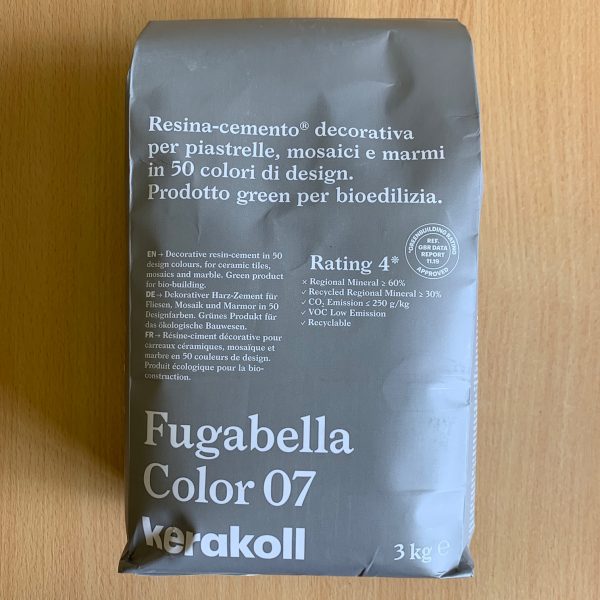 Resina-cemento® decorativa
per piastrelle, mosaici e marmi
in 50 colori di design.
Prodotto green per bioedilizia.
EN → Decorative resin-cement in 50
design colours, for ceramic tiles,
mosaics and marble. Green product
for bio-building.
DE → Dekorativer Harz-Zement für
Fliesen, Mosaik und Marmor in 50
Designfarben. Grünes Produkt für
das ökologische Bauwesen.
FR → Résine-ciment décorative pour
carreaux céramiques, mosaïque et
marbre en 50 couleurs de design.
Produit écologique pour la bio-
construction.
Rating 4*
× Regional Mineral ≥ 60%
✓ Recycled Regional Mineral ≥ 30%
✓ CO₂ Emission ≤ 250 g/kg
✓ VOC Low Emission
✓ Recyclable
*GREENBUILDING RATING
REF.
GBR DATA
REPORT
11.19
APPROVED
Fugabella
Color 07
kerakoll
3 kg ℮